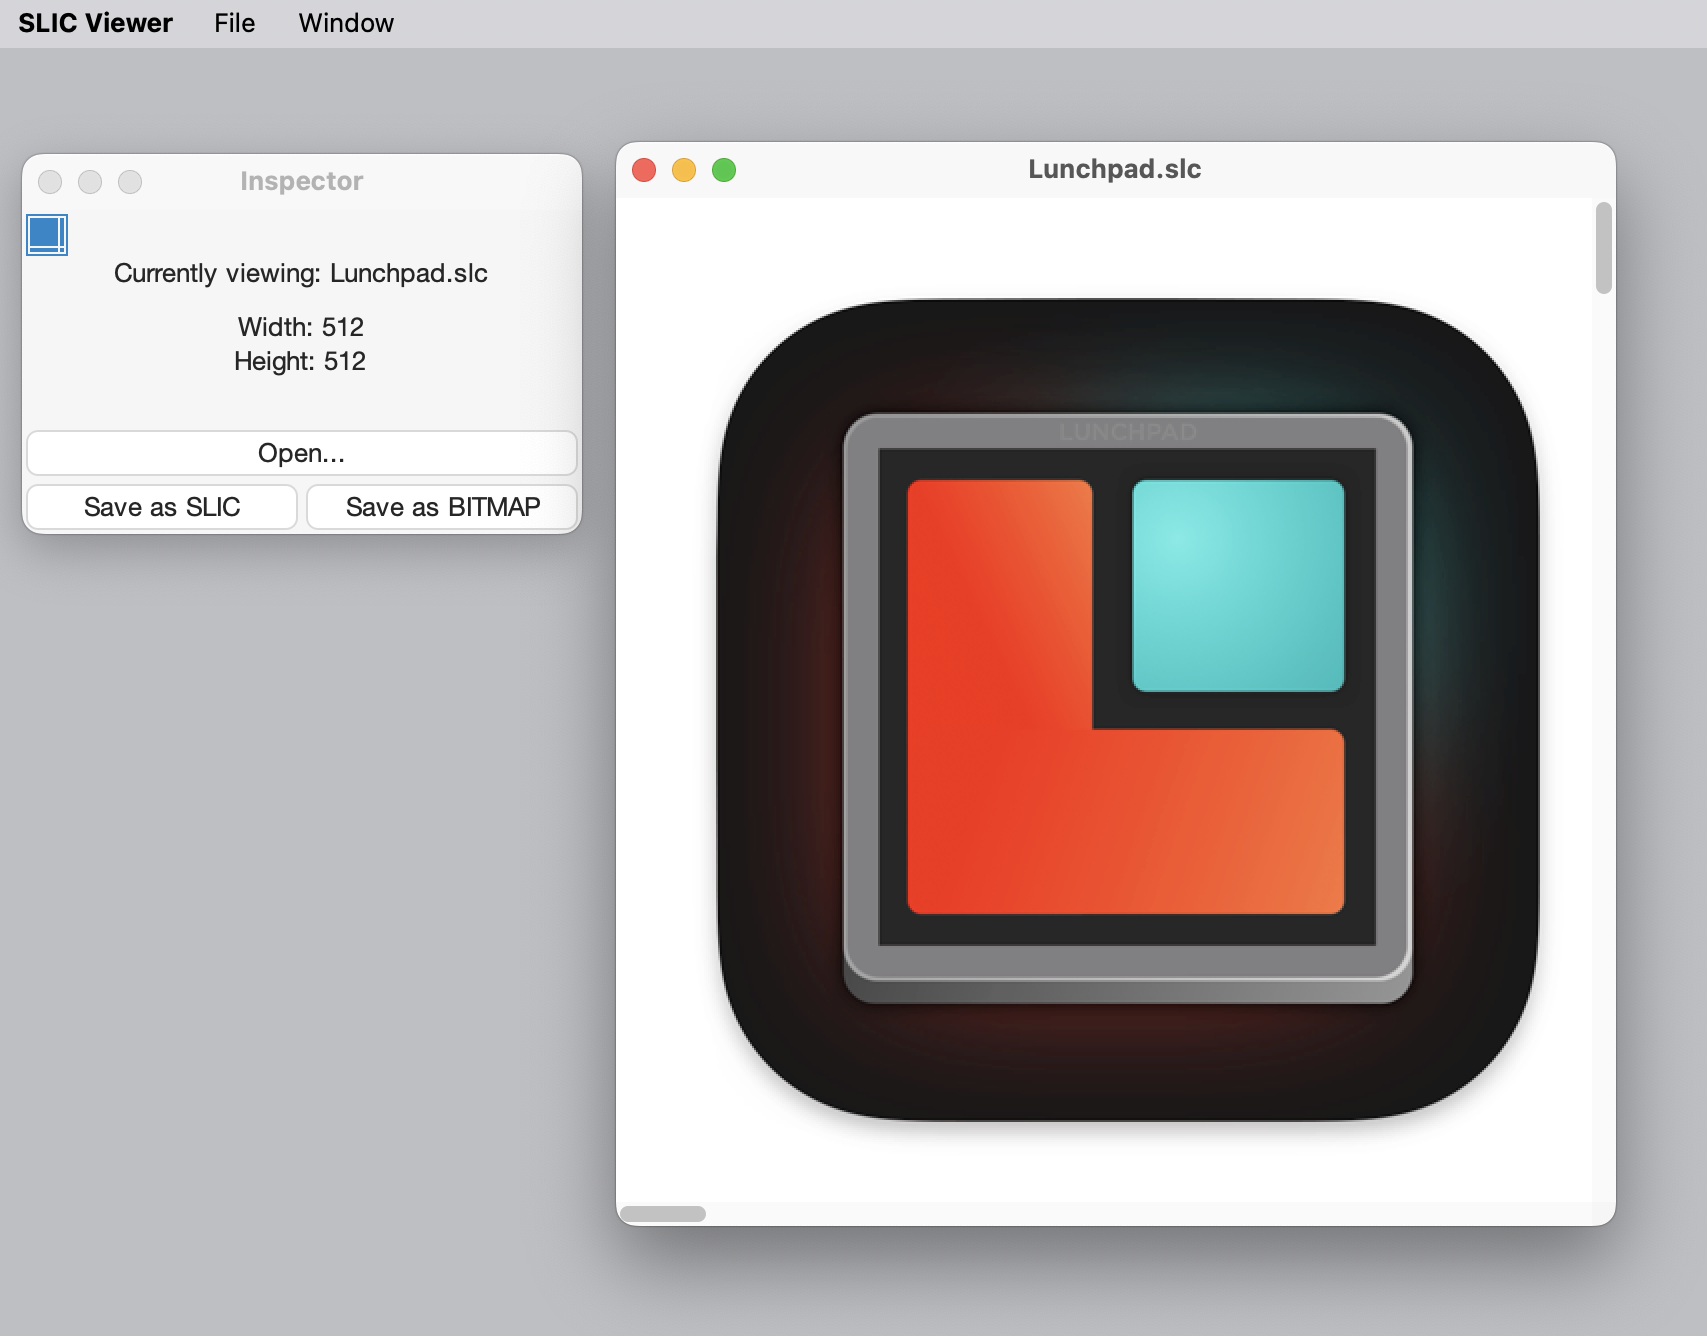 SLIC Viewer File Window
Inspector
Currently viewing: Lunchpad.slc
Width: 512
Height: 512
Open...
Save as SLIC Save as BITMAP
Lunchpad.slc
LUNCHPAD